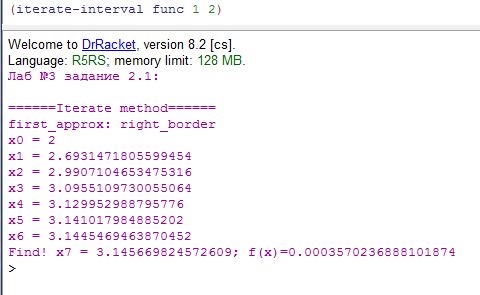 (iterate-interval func 1 2)
Welcome to DrRacket, version 8.2 [cs].
Language: R5RS; memory limit: 128 MB.
Лаб №3 задание 2.1:
======Iterate method======
first_approx: right_border
x0 = 2
x1 = 2.6931471805599454
x2 = 2.9907104653475316
x3 = 3.0955109730055064
x4 = 3.129952988795776
x5 = 3.141017984885202
x6 = 3.1445469463870452
Find! x7 = 3.145669824572609; f(x)=0.0003570236888101874
>